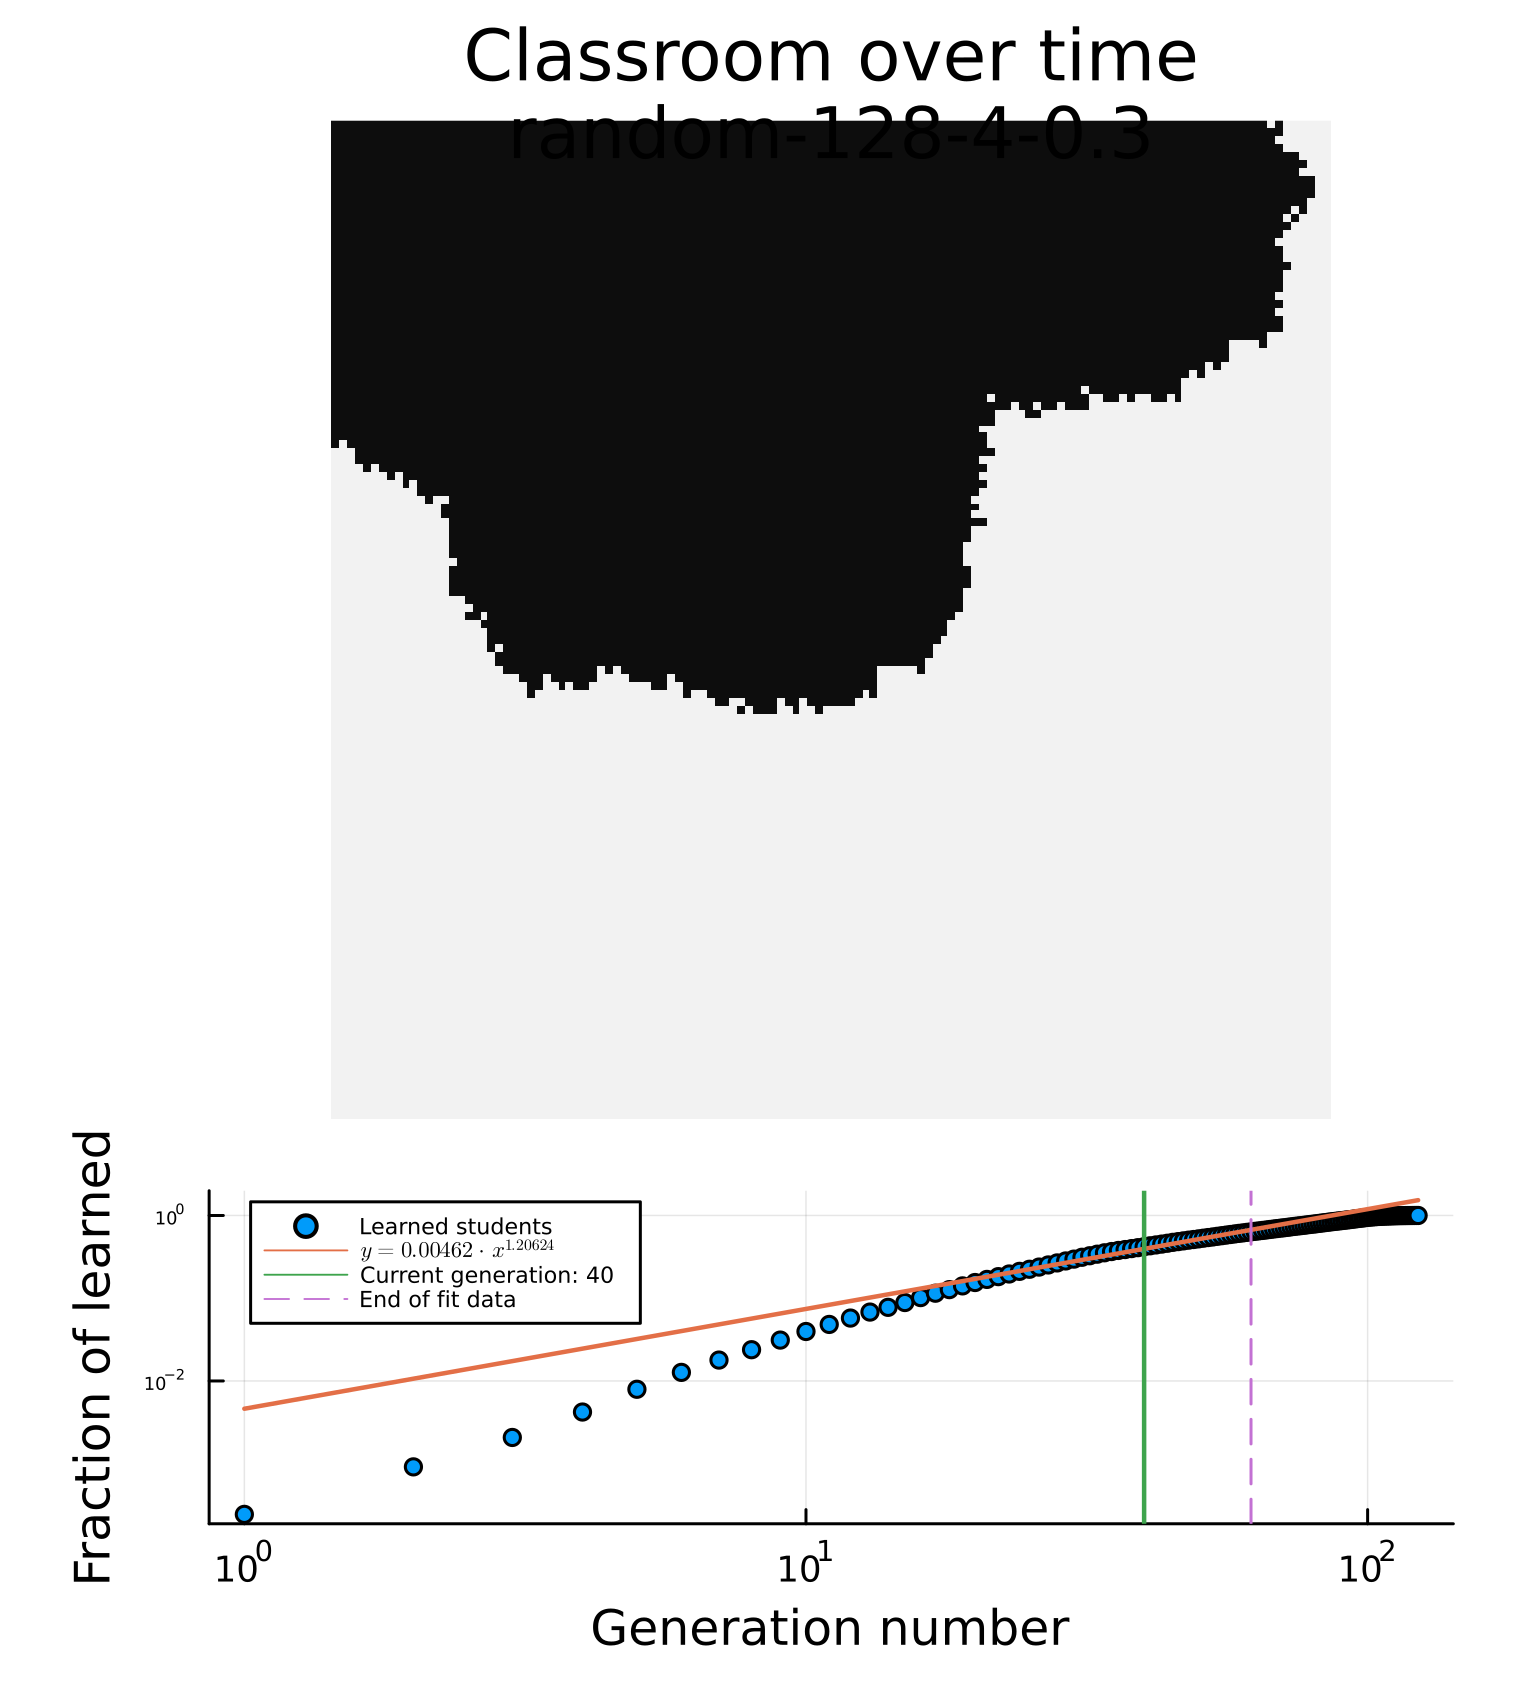 Classroom over time
random-128-4-0.3
Fraction of learned
10⁰
10⁻²
Learned students
y = 0.00462 · x^1.20624
Current generation: 40
End of fit data
10⁰ 10¹ 10²
Generation number